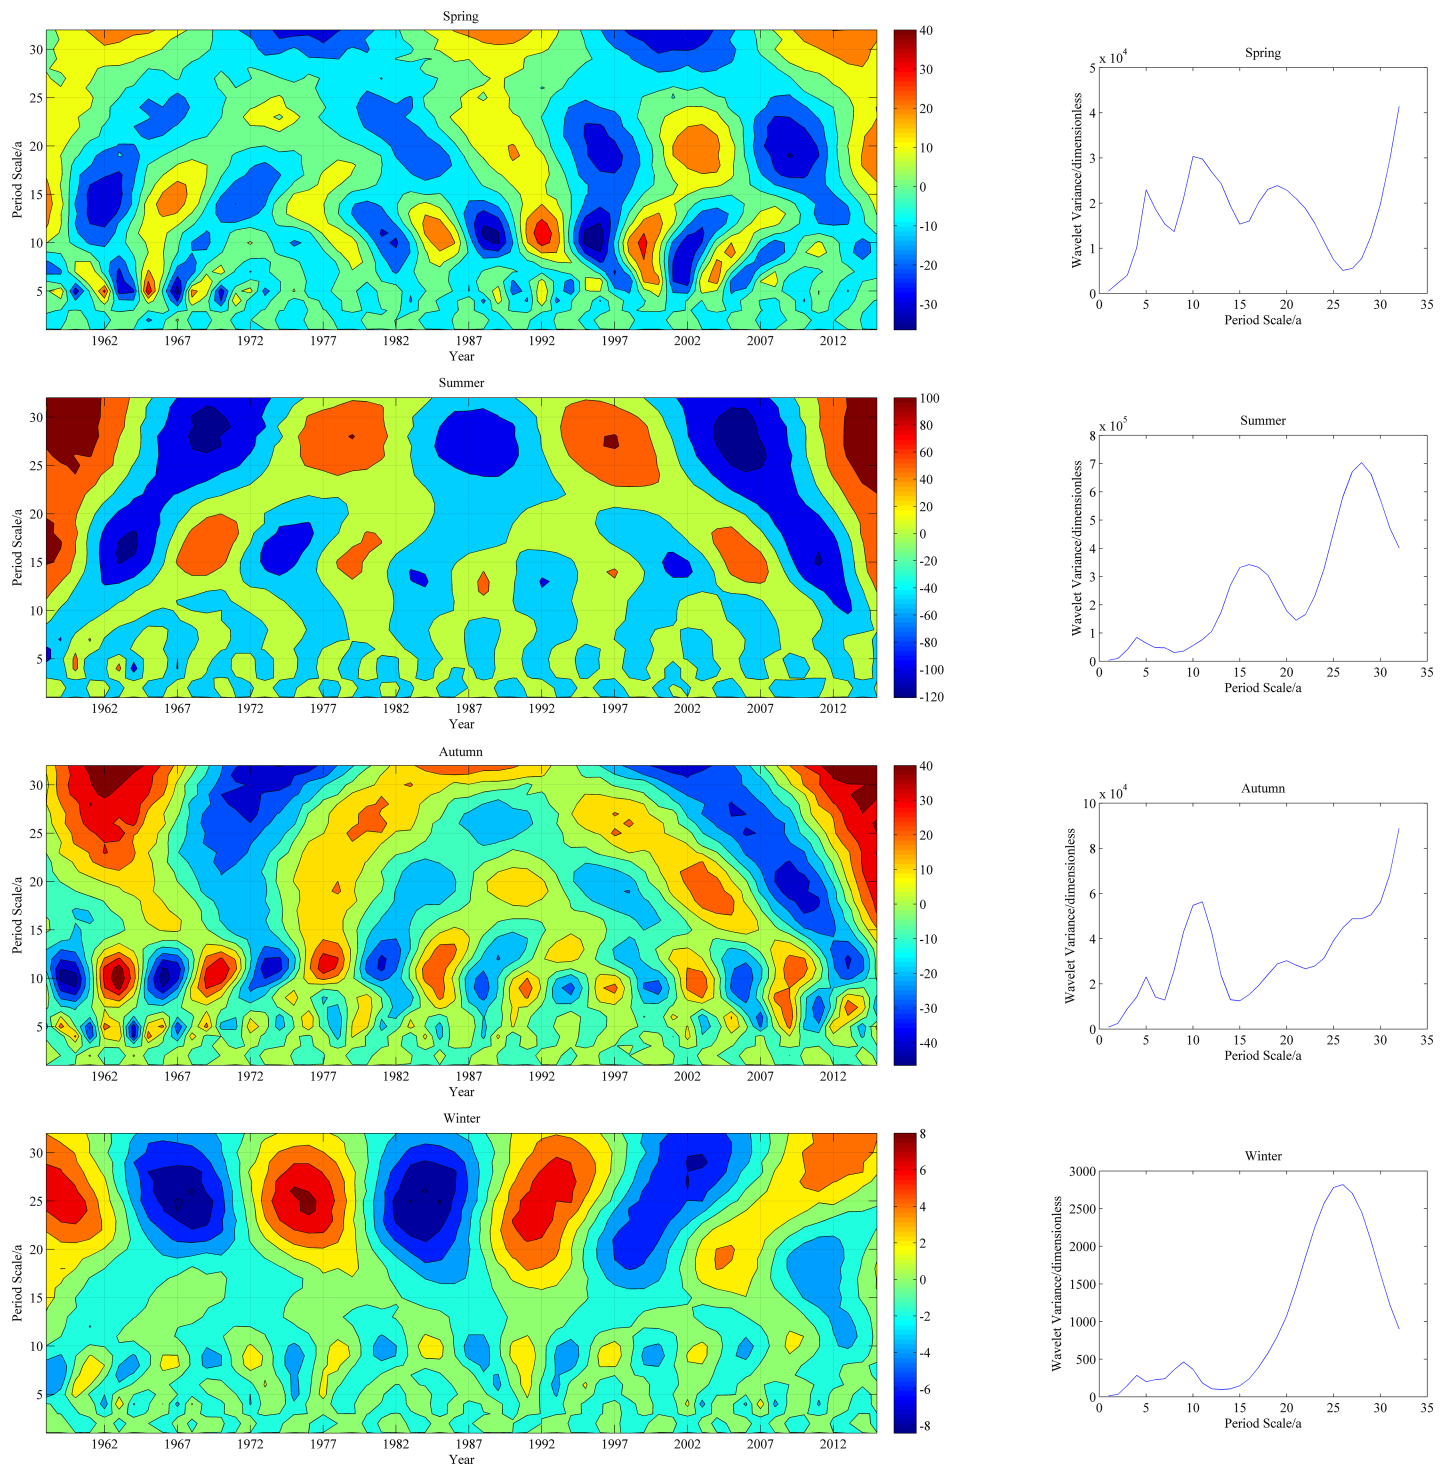 Spring
Period Scale/a
30
25
20
15
10
5
1962 1967 1972 1977 1982 1987 1992 1997 2002 2007 2012
Year
40
30
20
10
0
-10
-20
-30
Spring
x 10^4
Wavelet Variance/dimensionless
5
4
3
2
1
0
0 5 10 15 20 25 30 35
Period Scale/a
Summer
Period Scale/a
30
25
20
15
10
5
1962 1967 1972 1977 1982 1987 1992 1997 2002 2007 2012
Year
100
80
60
40
20
0
-20
-40
-60
-80
-100
-120
Summer
x 10^5
Wavelet Variance/dimensionless
8
7
6
5
4
3
2
1
0
0 5 10 15 20 25 30 35
Period Scale/a
Autumn
Period Scale/a
30
25
20
15
10
5
1962 1967 1972 1977 1982 1987 1992 1997 2002 2007 2012
Year
40
30
20
10
0
-10
-20
-30
-40
Autumn
x 10^4
Wavelet Variance/dimensionless
10
8
6
4
2
0
0 5 10 15 20 25 30 35
Period Scale/a
Winter
Period Scale/a
30
25
20
15
10
5
1962 1967 1972 1977 1982 1987 1992 1997 2002 2007 2012
Year
8
6
4
2
0
-2
-4
-6
-8
Winter
Wavelet Variance/dimensionless
3000
2500
2000
1500
1000
500
0
0 5 10 15 20 25 30 35
Period Scale/a